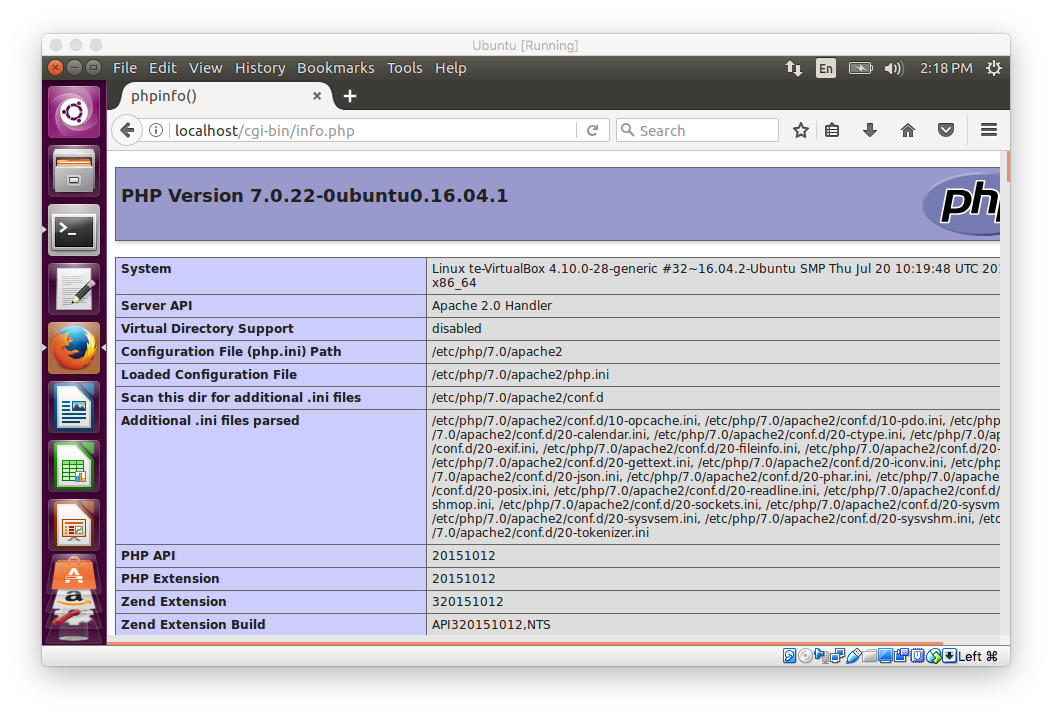 Ubuntu [Running]
File Edit View History Bookmarks Tools Help
En
2:18 PM
phpinfo()
localhost/cgi-bin/info.php
Search
PHP Version 7.0.22-0ubuntu0.16.04.1
php
System
Linux te-VirtualBox 4.10.0-28-generic #32~16.04.2-Ubuntu SMP Thu Jul 20 10:19:48 UTC 20
x86_64
Server API
Apache 2.0 Handler
Virtual Directory Support
disabled
Configuration File (php.ini) Path
/etc/php/7.0/apache2
Loaded Configuration File
/etc/php/7.0/apache2/php.ini
Scan this dir for additional .ini files
/etc/php/7.0/apache2/conf.d
Additional .ini files parsed
/etc/php/7.0/apache2/conf.d/10-opcache.ini, /etc/php/7.0/apache2/conf.d/10-pdo.ini, /etc/php
/7.0/apache2/conf.d/20-calendar.ini, /etc/php/7.0/apache2/conf.d/20-ctype.ini, /etc/php/7.0/ap
/conf.d/20-exif.ini, /etc/php/7.0/apache2/conf.d/20-fileinfo.ini, /etc/php/7.0/apache2/conf.d/20-
/etc/php/7.0/apache2/conf.d/20-gettext.ini, /etc/php/7.0/apache2/conf.d/20-iconv.ini, /etc/php
/7.0/apache2/conf.d/20-json.ini, /etc/php/7.0/apache2/conf.d/20-phar.ini, /etc/php/7.0/apache
/conf.d/20-posix.ini, /etc/php/7.0/apache2/conf.d/20-readline.ini, /etc/php/7.0/apache2/conf.d/
shmop.ini, /etc/php/7.0/apache2/conf.d/20-sockets.ini, /etc/php/7.0/apache2/conf.d/20-sysvm
/etc/php/7.0/apache2/conf.d/20-sysvsem.ini, /etc/php/7.0/apache2/conf.d/20-sysvshm.ini, /etc
/7.0/apache2/conf.d/20-tokenizer.ini
PHP API
20151012
PHP Extension
20151012
Zend Extension
320151012
Zend Extension Build
API320151012,NTS
Left ⌘